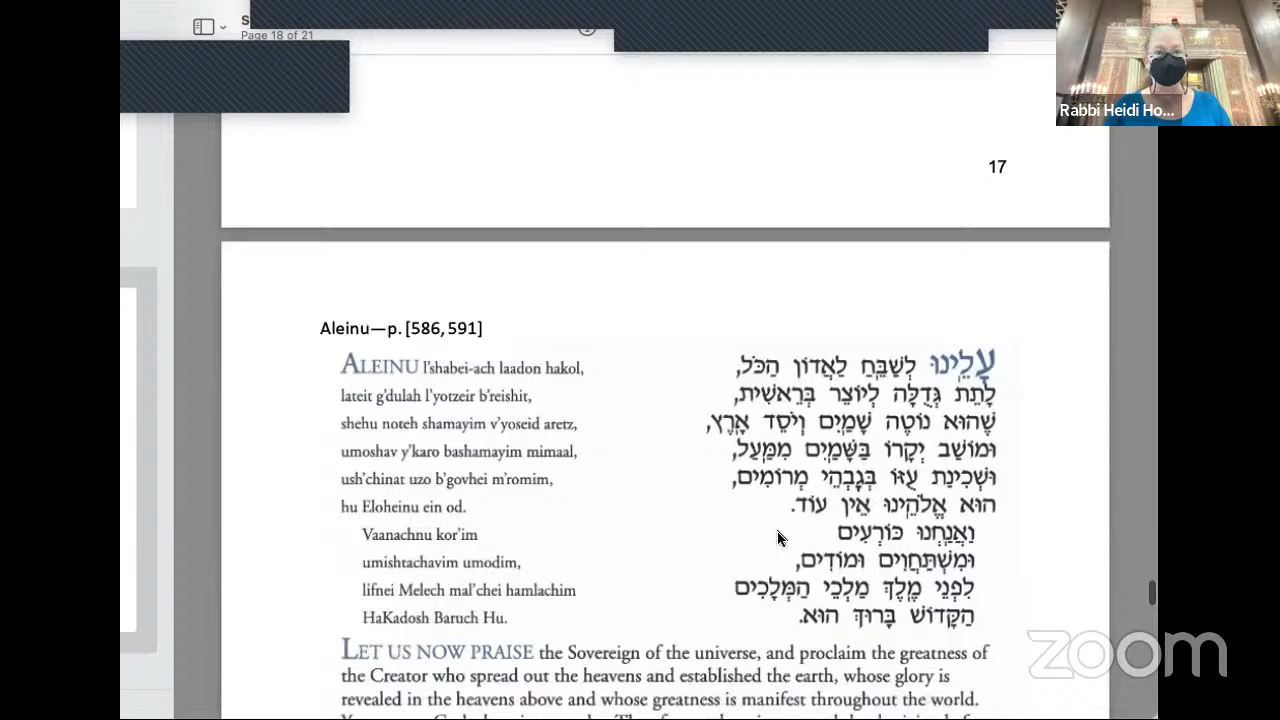 S
Page 18 of 21
Rabbi Heidi Ho...
17
Aleinu—p. [586, 591]
ALEINU l'shabei-ach laadon hakol,
lateit g'dulah l'yotzeir b'reishit,
shehu noteh shamayim v'yoseid aretz,
umoshav y'karo bashamayim mimaal,
ush'chinat uzo b'govhei m'romim,
hu Eloheinu ein od.
Vaanachnu kor'im
umishtachavim umodim,
lifnei Melech mal'chei hamlachim
HaKadosh Baruch Hu.
עָלֵֽינוּ לְשַׁבֵּֽחַ לַאֲדוֹן הַכֹּל,
לָתֵת גְּדֻלָּה לְיוֹצֵר בְּרֵאשִׁית,
שֶׁהוּא נוֹטֶה שָׁמַֽיִם וְיֹסֵד אָֽרֶץ,
וּמוֹשַׁב יְקָרוֹ בַּשָּׁמַֽיִם מִמַּֽעַל,
וּשְׁכִינַת עֻזּוֹ בְּגָבְהֵי מְרוֹמִים,
הוּא אֱלֹהֵֽינוּ אֵין עוֹד.
וַאֲנַֽחְנוּ כּוֹרְעִים
וּמִשְׁתַּחֲוִים וּמוֹדִים,
לִפְנֵי מֶֽלֶךְ מַלְכֵי הַמְּלָכִים
הַקָּדוֹשׁ בָּרוּךְ הוּא.
LET US NOW PRAISE the Sovereign of the universe, and proclaim the greatness of
the Creator who spread out the heavens and established the earth, whose glory is
revealed in the heavens above and whose greatness is manifest throughout the world.
zoom